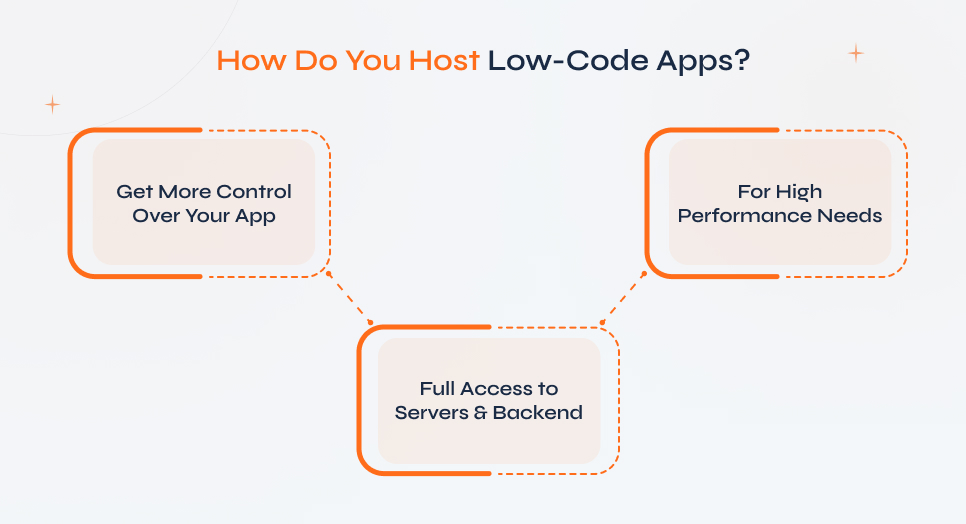 How Do You Host Low-Code Apps?
Get More Control
Over Your App
For High
Performance Needs
Full Access to
Servers & Backend